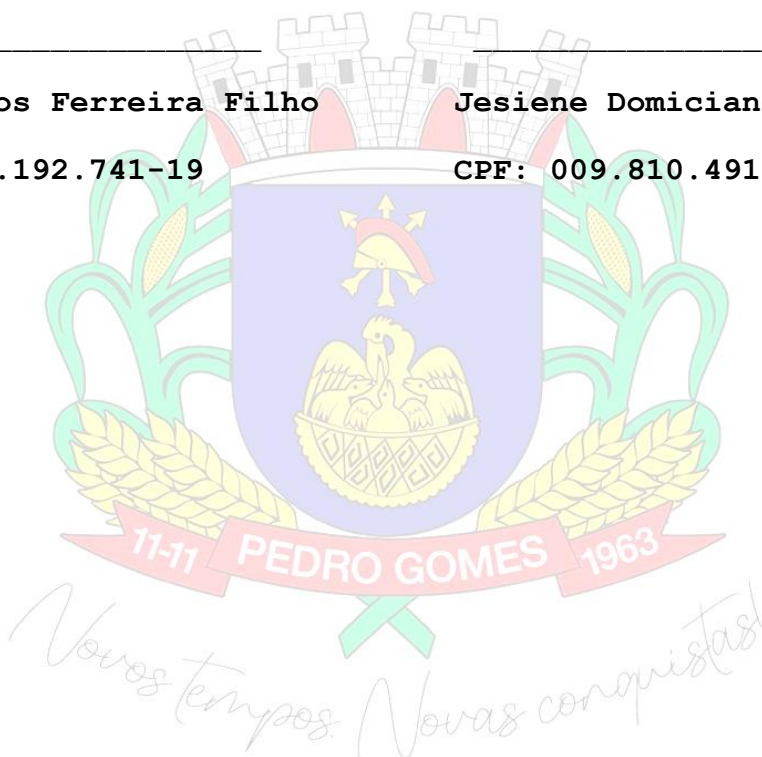 os Ferreira Filho Jesiene Domician
.192.741-19 CPF: 009.810.491
11-11 PEDRO GOMES 1963
Novos tempos. Novas conquistas!